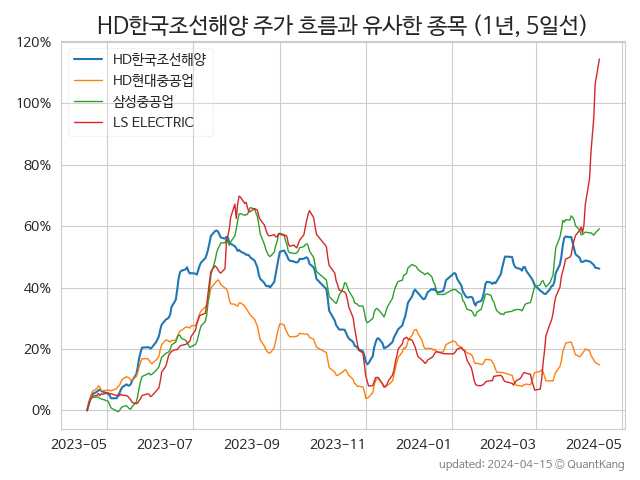 HD한국조선해양 주가 흐름과 유사한 종목 (1년, 5일선)
120%
100%
80%
60%
40%
20%
0%
HD한국조선해양
HD현대중공업
삼성중공업
LS ELECTRIC
2023-05 2023-07 2023-09 2023-11 2024-01 2024-03 2024-05
updated: 2024-04-15 © QuantKang